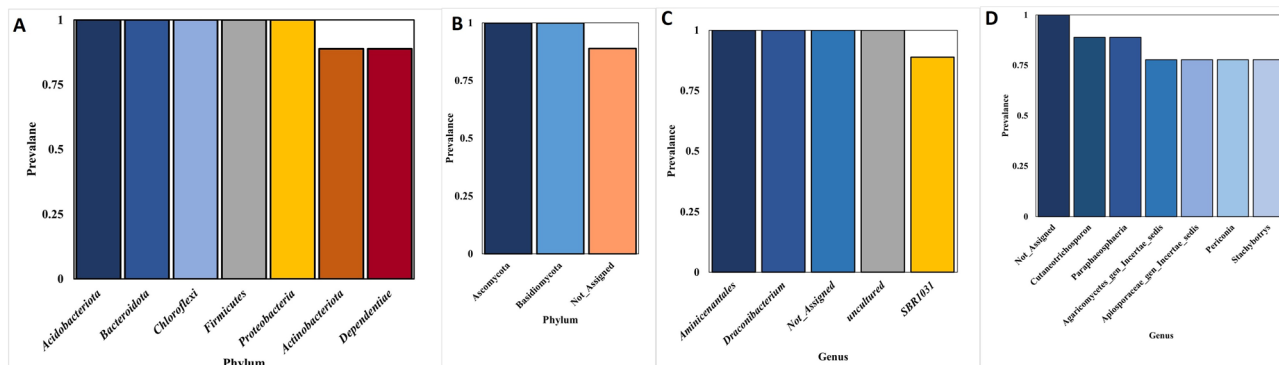 A
Prevalane
1
0.75
0.5
0.25
0
Acidobacteriota
Bacteroidota
Chloroflexi
Firmicutes
Proteobacteria
Actinobacteriota
Dependentiae
Phylum
B
Prevalance
1
0.75
0.5
0.25
0
Ascomycota
Basidiomycota
Not_Assigned
Phylum
C
Prevalance
1
0.75
0.5
0.25
0
Aminicenantales
Draconibacterium
Not_Assigned
uncultured
SBR1031
Genus
D
Prevalance
1
0.75
0.5
0.25
0
Not_Assigned
Cutaneotrichosporon
Paraphaeosphaeria
Agaricomycetes_gen_Incertae_sedis
Apiosporaceae_gen_Incertae_sedis
Periconia
Stachybotrys
Genus